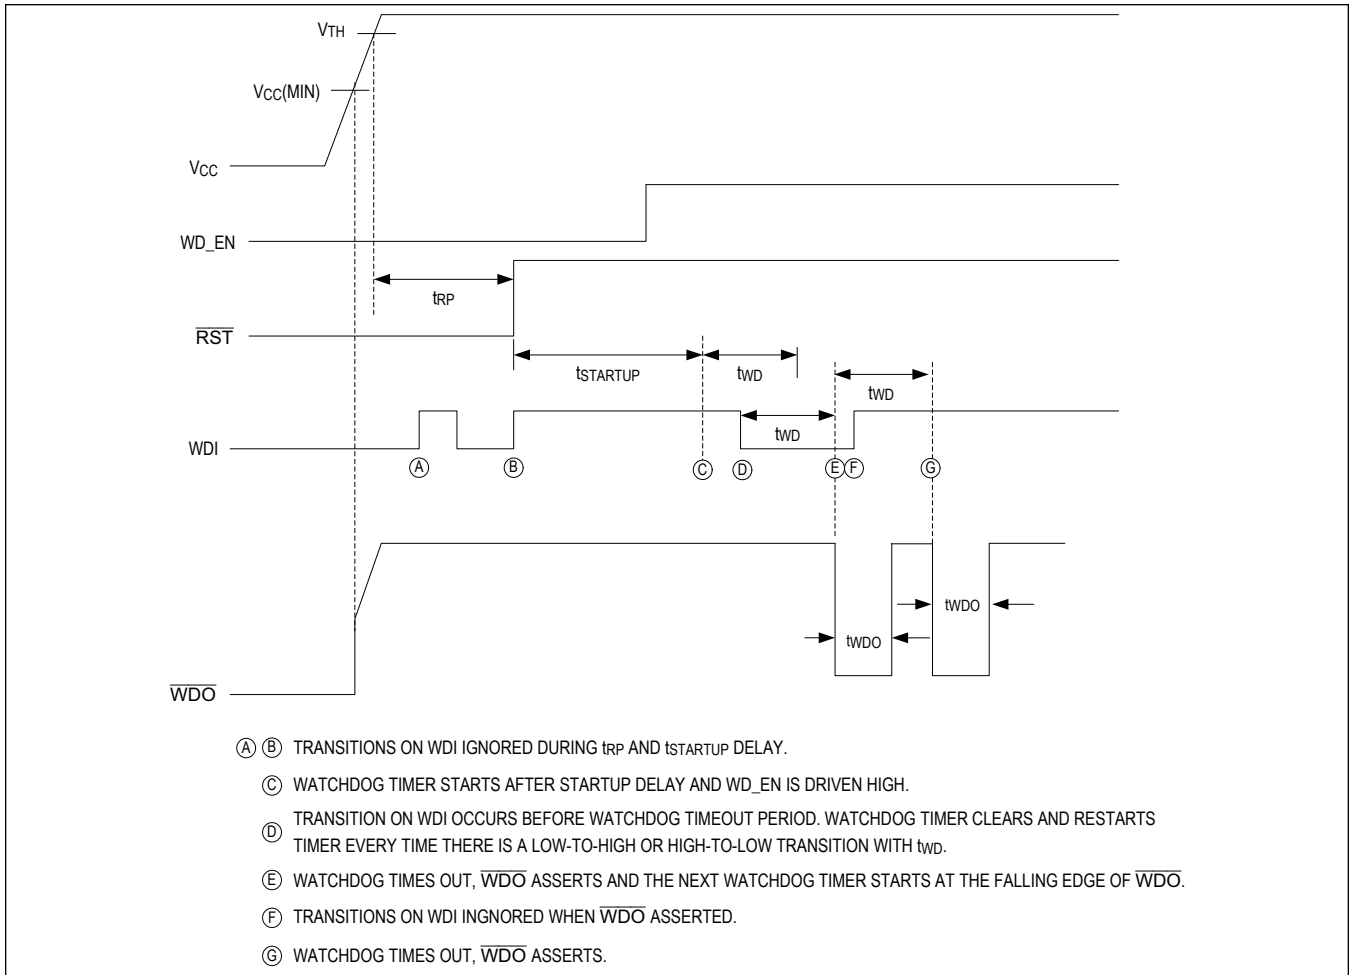 VTH
VCC(MIN)
VCC
WD_EN
tRP
RST
tSTARTUP
tWD
tWD
tWD
WDI
A
B
C
D
E
F
G
tWDO
tWDO
WDO
A B TRANSITIONS ON WDI IGNORED DURING tRP AND tSTARTUP DELAY.
C WATCHDOG TIMER STARTS AFTER STARTUP DELAY AND WD_EN IS DRIVEN HIGH.
D TRANSITION ON WDI OCCURS BEFORE WATCHDOG TIMEOUT PERIOD. WATCHDOG TIMER CLEARS AND RESTARTS
TIMER EVERY TIME THERE IS A LOW-TO-HIGH OR HIGH-TO-LOW TRANSITION WITH tWD.
E WATCHDOG TIMES OUT, WDO ASSERTS AND THE NEXT WATCHDOG TIMER STARTS AT THE FALLING EDGE OF WDO.
F TRANSITIONS ON WDI INGNORED WHEN WDO ASSERTED.
G WATCHDOG TIMES OUT, WDO ASSERTS.